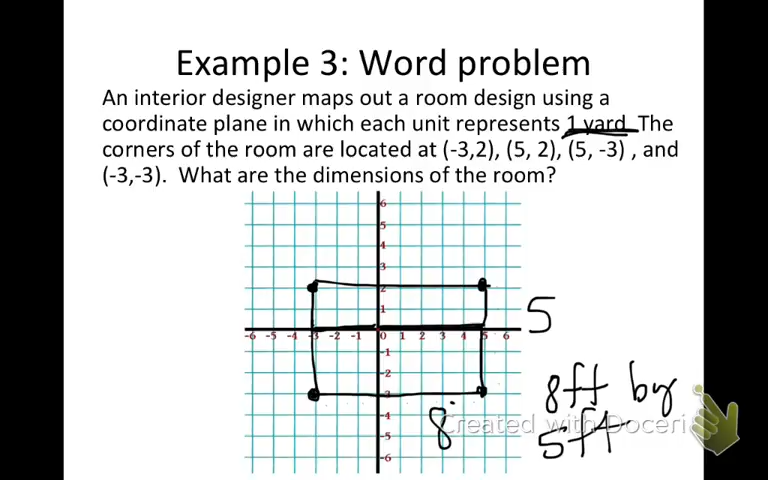 Example 3: Word problem
An interior designer maps out a room design using a
coordinate plane in which each unit represents 1 yard The
corners of the room are located at (-3,2), (5, 2), (5, -3) , and
(-3,-3).  What are the dimensions of the room?
6
5
4
3
2
1
-6 -5 -4 -3 -2 -1 0 1 2 3 4 5 6
-1
-2
-3
-4
-5
-6
5
8
8ft by
5ft
Created with Doceri